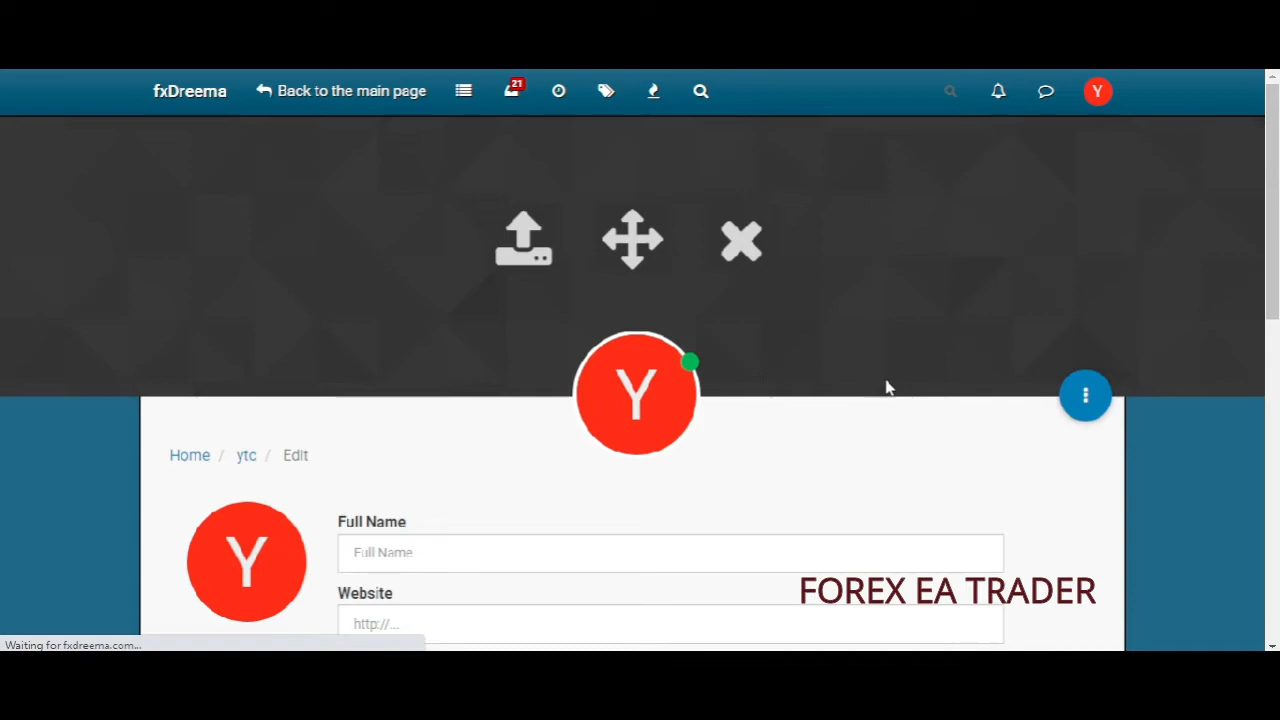 fxDreema Back to the main page 21 Y
Y
Home / ytc / Edit
Y
Full Name
Full Name
Website
http://...
FOREX EA TRADER
Waiting for fxdreema.com...